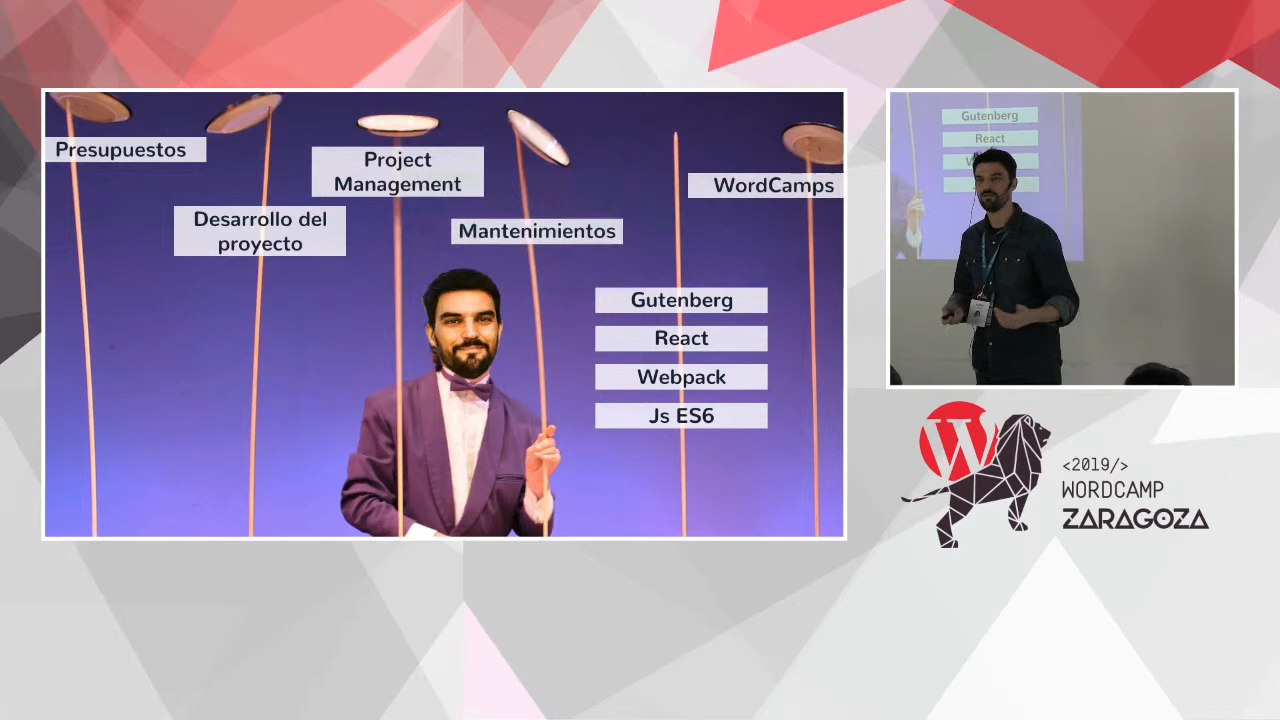 Presupuestos
Desarrollo del
proyecto
Project
Management
Mantenimientos
WordCamps
Gutenberg
React
Webpack
Js ES6
Gutenberg
React
W
<2019/>
WORDCAMP
ZARAGOZA